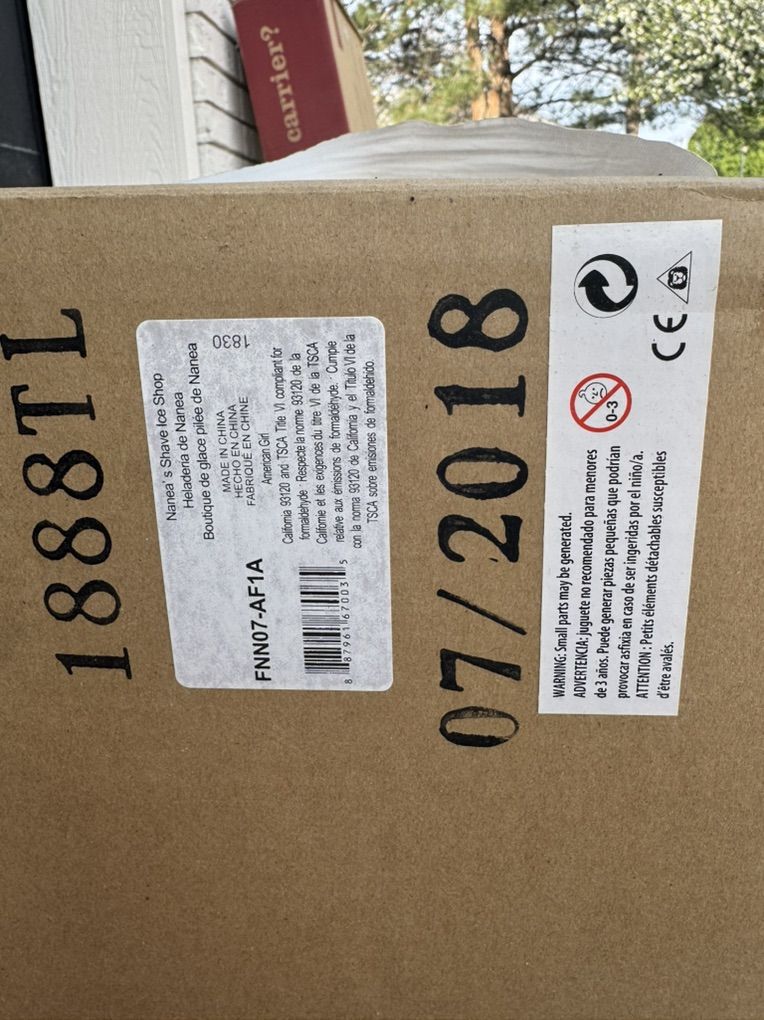 carrier?
1888TL
Nanea's Shave Ice Shop
Heladería de Nanea
Boutique de glace pilée de Nanea
1830
MADE IN CHINA
HECHO EN CHINA
FABRIQUÉ EN CHINE
FNN07-AF1A
American Girl
California 93120 and TSCA Title VI compliant for
formaldehyde · Respecte la norme 93120 de la
Californie et les exigences du titre VI de la TSCA
relative aux émissions de formaldéhyde. · Cumple
con la norma 93120 de California y el Título VI de la
TSCA sobre emisiones de formaldehído.
8 87961 67003 5
07/2018
WARNING: Small parts may be generated.
ADVERTENCIA: juguete no recomendado para menores
de 3 años. Puede generar piezas pequeñas que podrían
provocar asfixia en caso de ser ingeridas por el niño/a.
ATTENTION : Petits éléments détachables susceptibles
d'être avalés.
0-3
CE